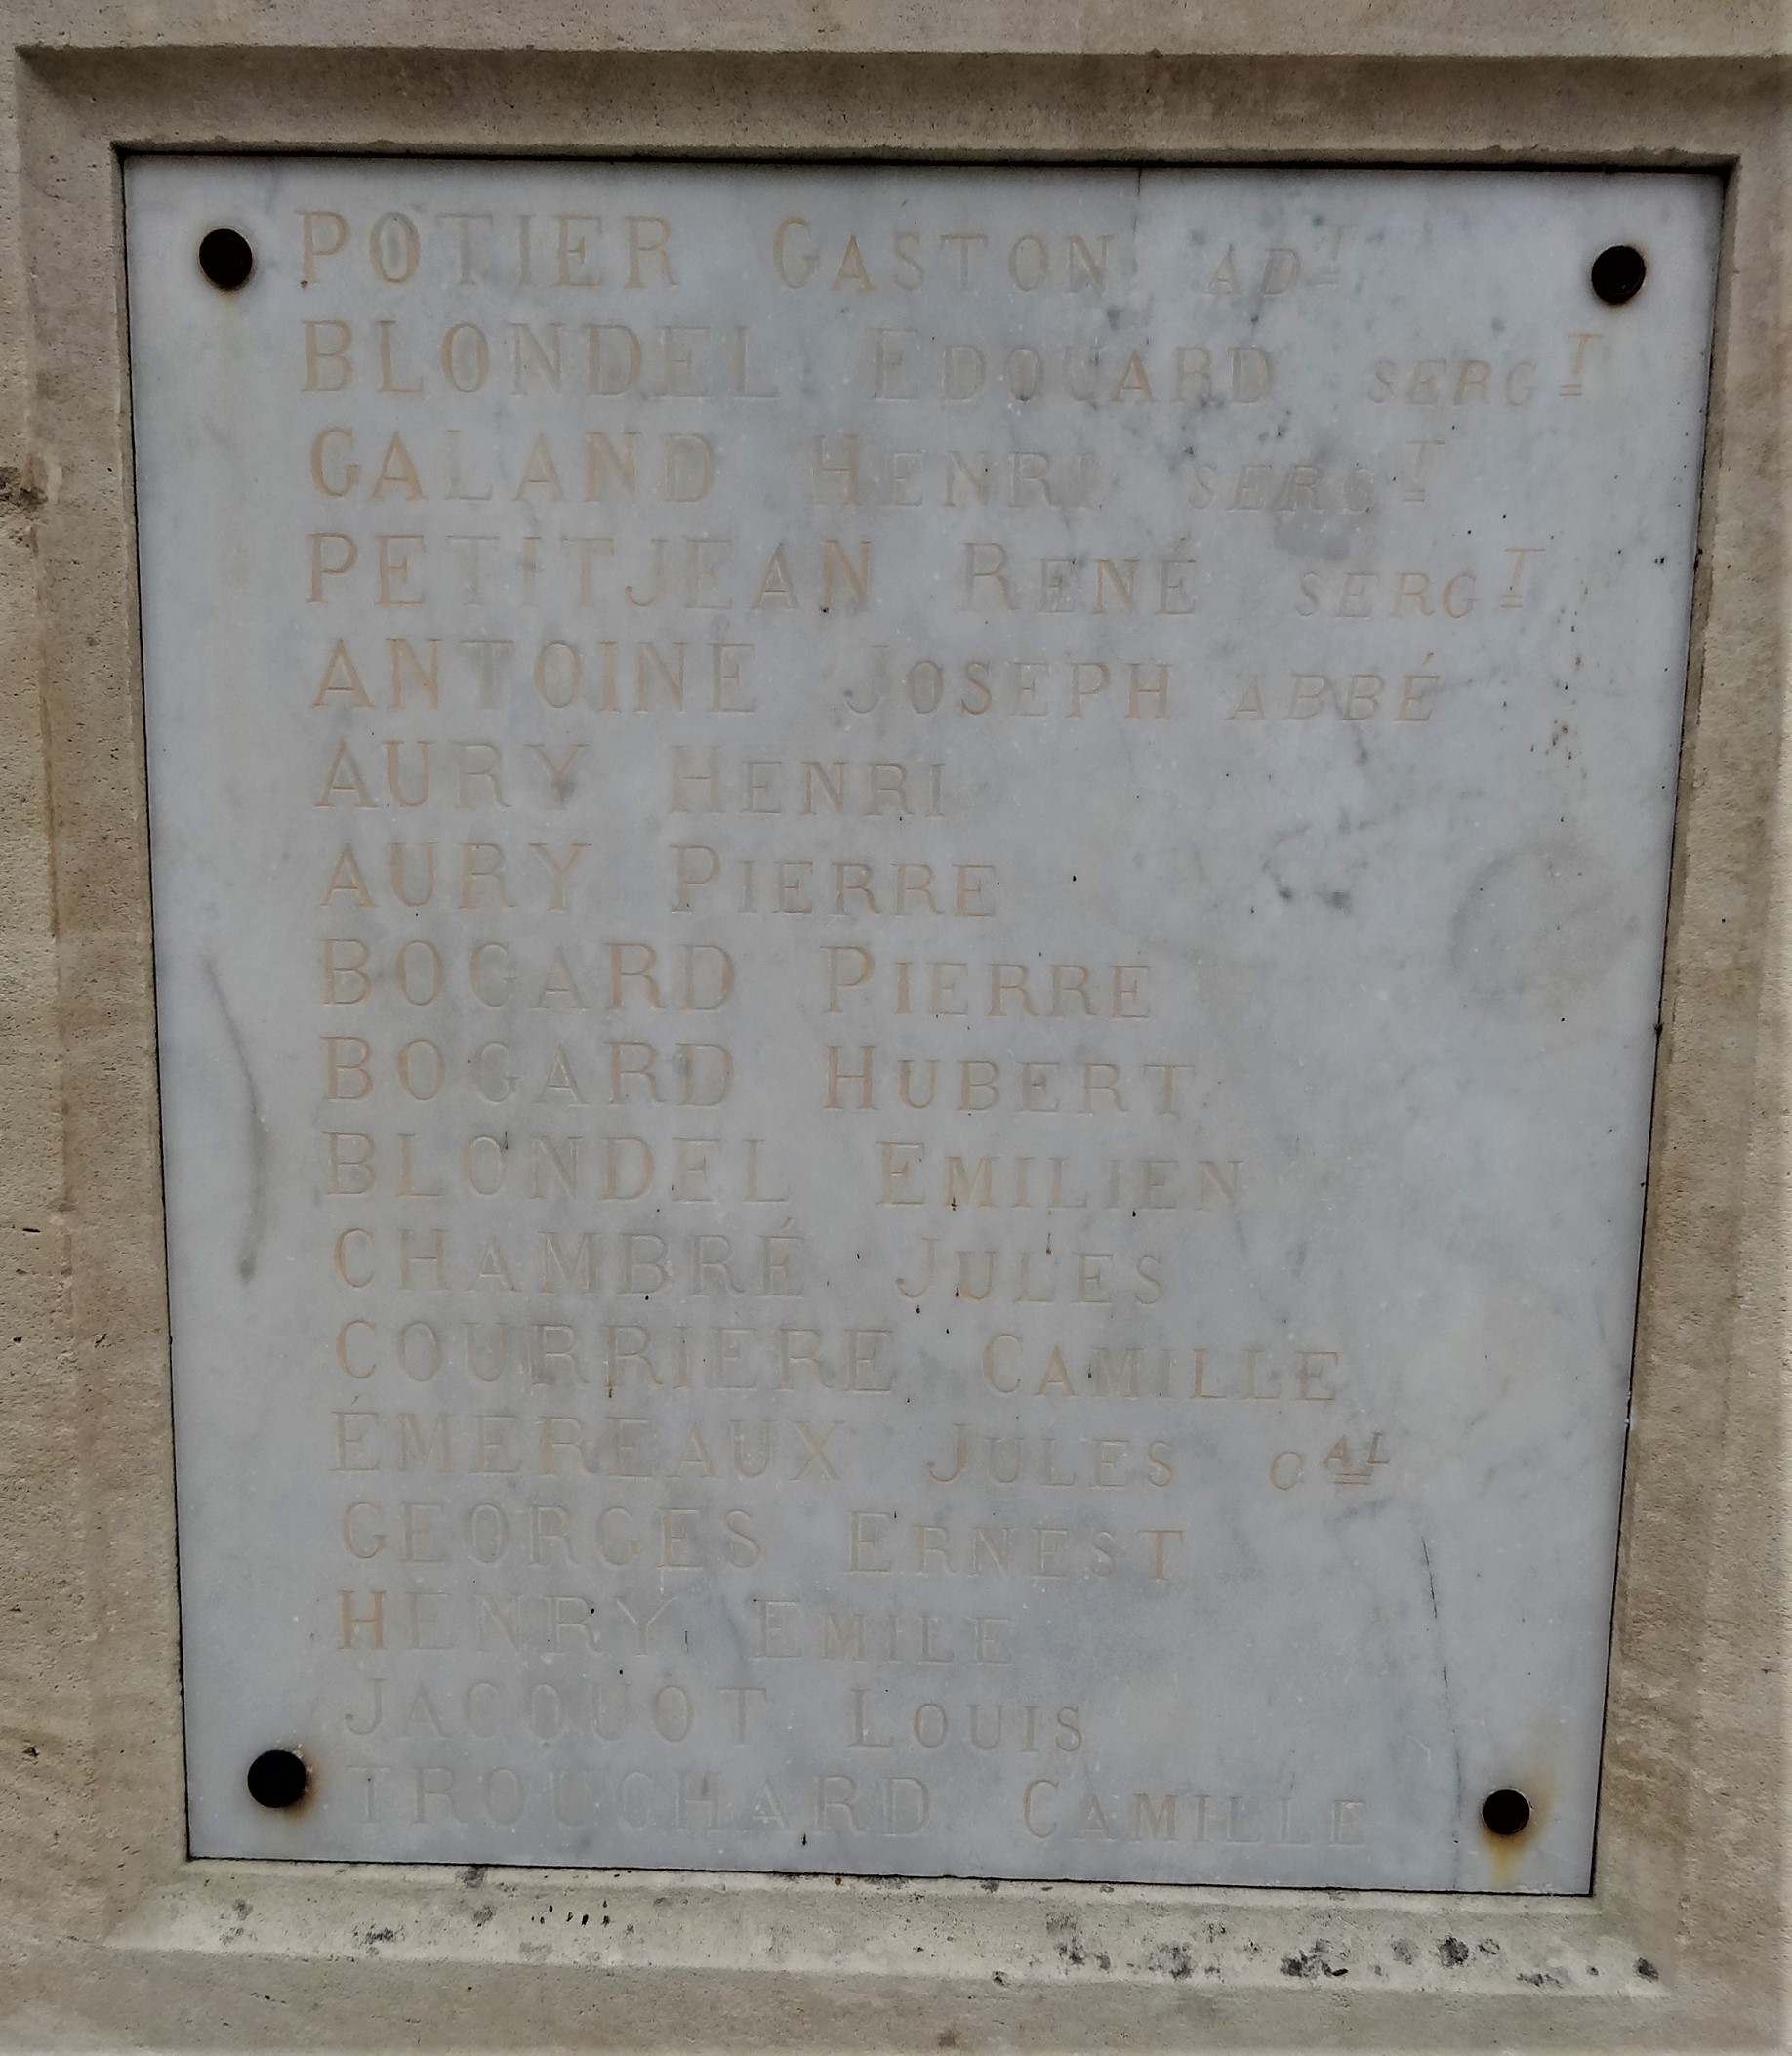 POTIER GASTON ADT
BLONDEL EDOUARD SERGT
GALAND HENRI SERGT
PETITJEAN RENÉ SERGT
ANTOINE JOSEPH ABBÉ
AURY HENRI
AURY PIERRE
BOGARD PIERRE
BOGARD HUBERT
BLONDEL EMILIEN
CHAMBRÉ JULES
COURRIERE CAMILLE
ÉMEREAUX JULES CAL
GEORGES ERNEST
HENRY EMILE
JACQUOT LOUIS
TROUCHARD CAMILLE